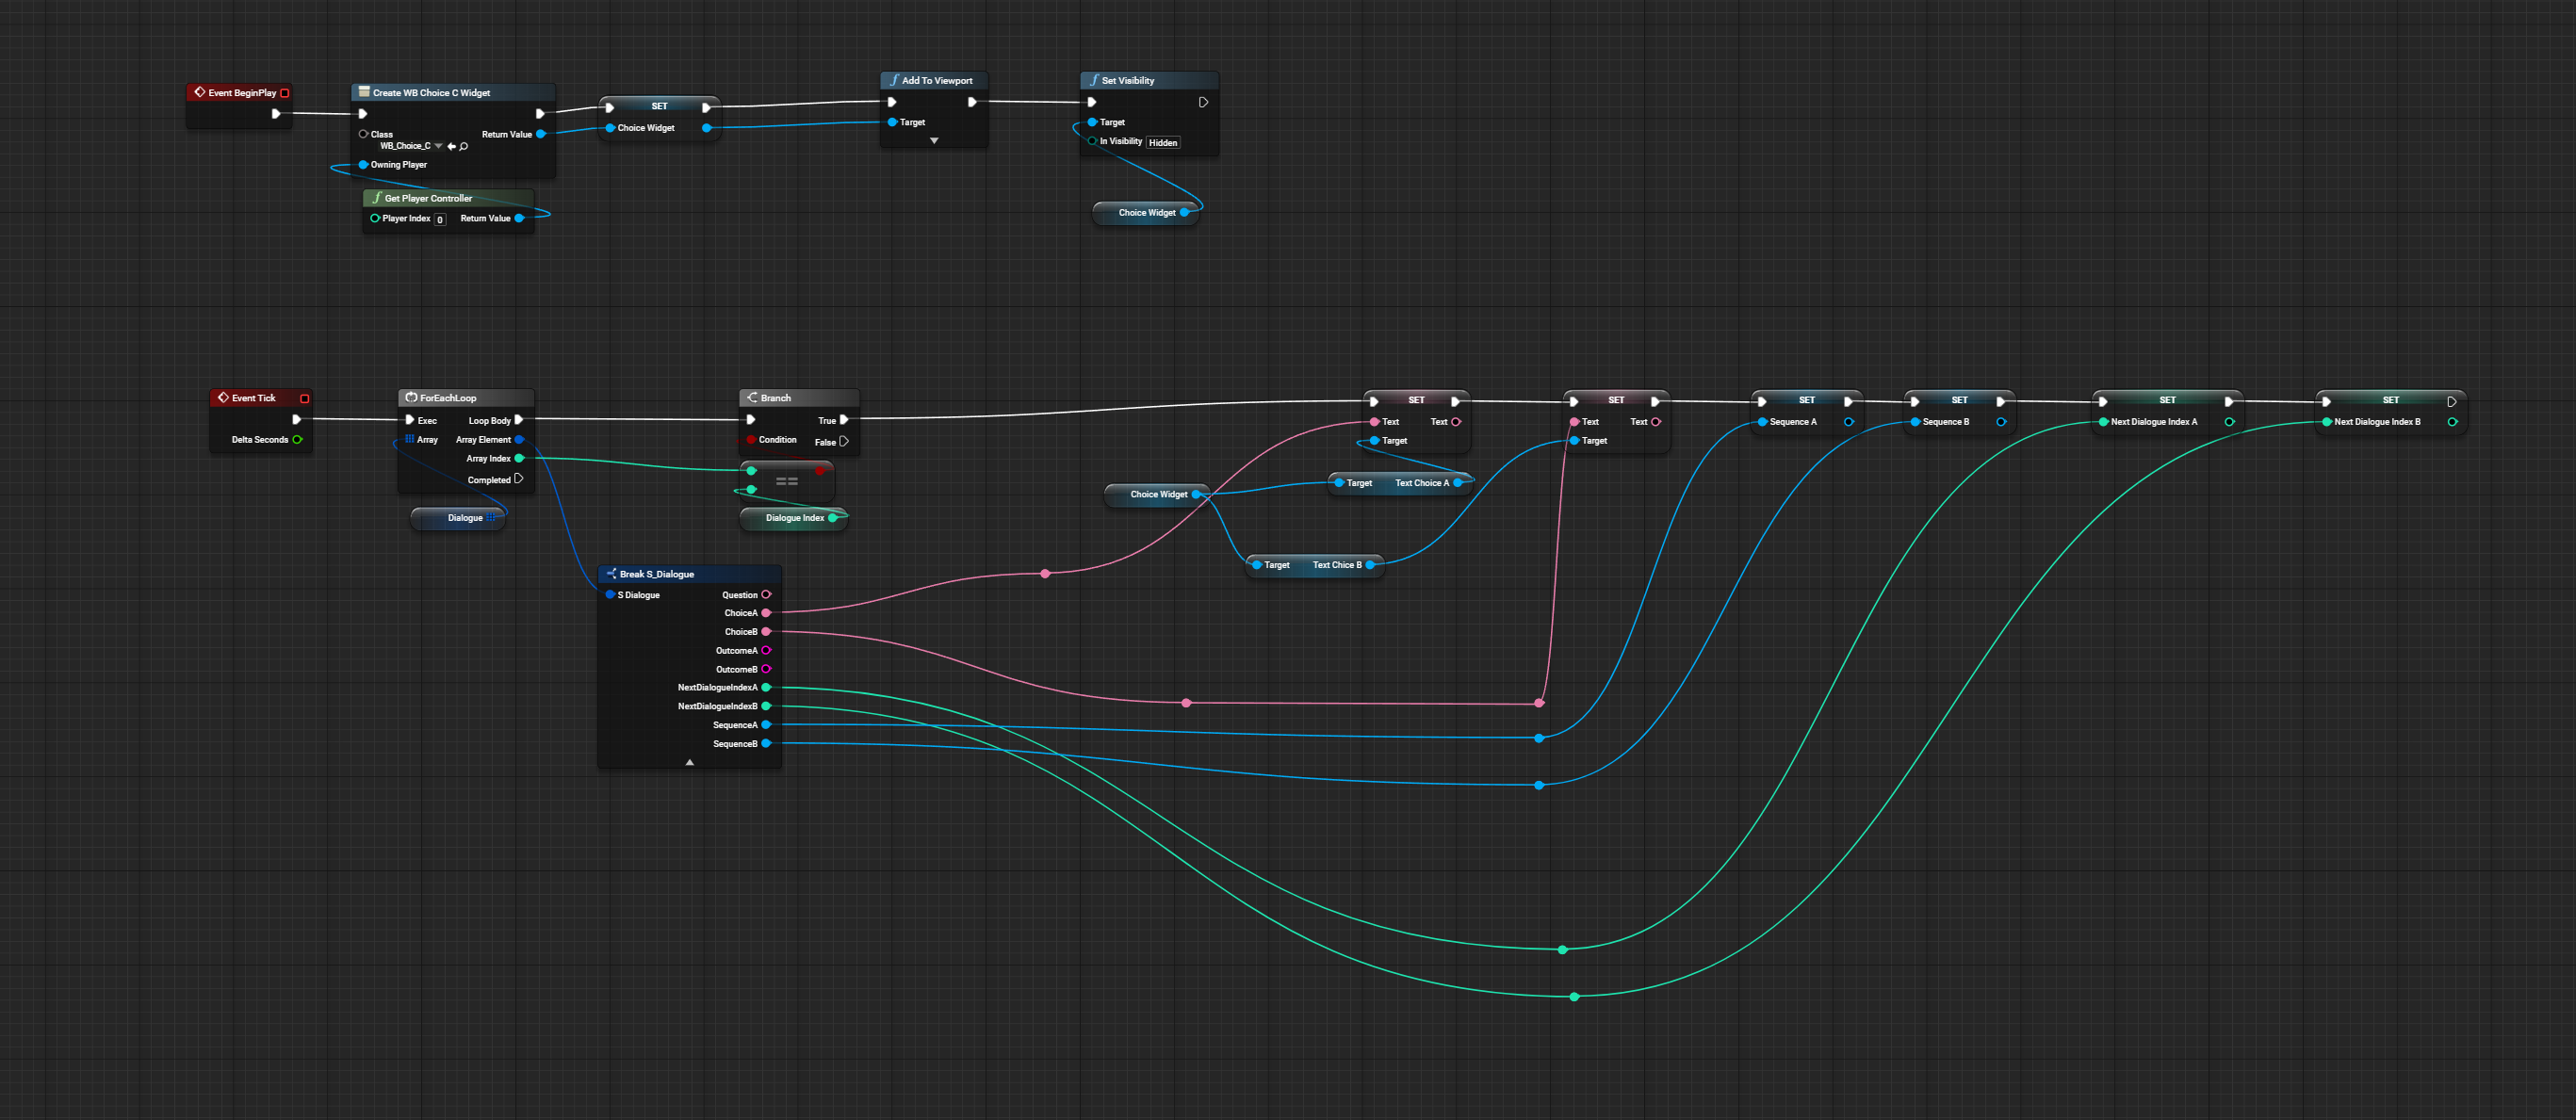 Event BeginPlay
Create WB Choice C Widget
Class
WB_Choice_C
Return Value
Owning Player
Get Player Controller
Player Index 0 Return Value
SET
Choice Widget
Add To Viewport
Target
Set Visibility
Target
In Visibility Hidden
Choice Widget
Event Tick
Delta Seconds
ForEachLoop
Exec Loop Body
Array Array Element
Array Index
Completed
Dialogue
Branch
True
Condition False
==
Dialogue Index
Break S_Dialogue
S Dialogue Question
ChoiceA
ChoiceB
OutcomeA
OutcomeB
NextDialogueIndexA
NextDialogueIndexB
SequenceA
SequenceB
Choice Widget
Target Text Choice A
Target Text Chice B
SET
Text Text
Target
SET
Text Text
Target
SET
Sequence A
SET
Sequence B
SET
Next Dialogue Index A
SET
Next Dialogue Index B